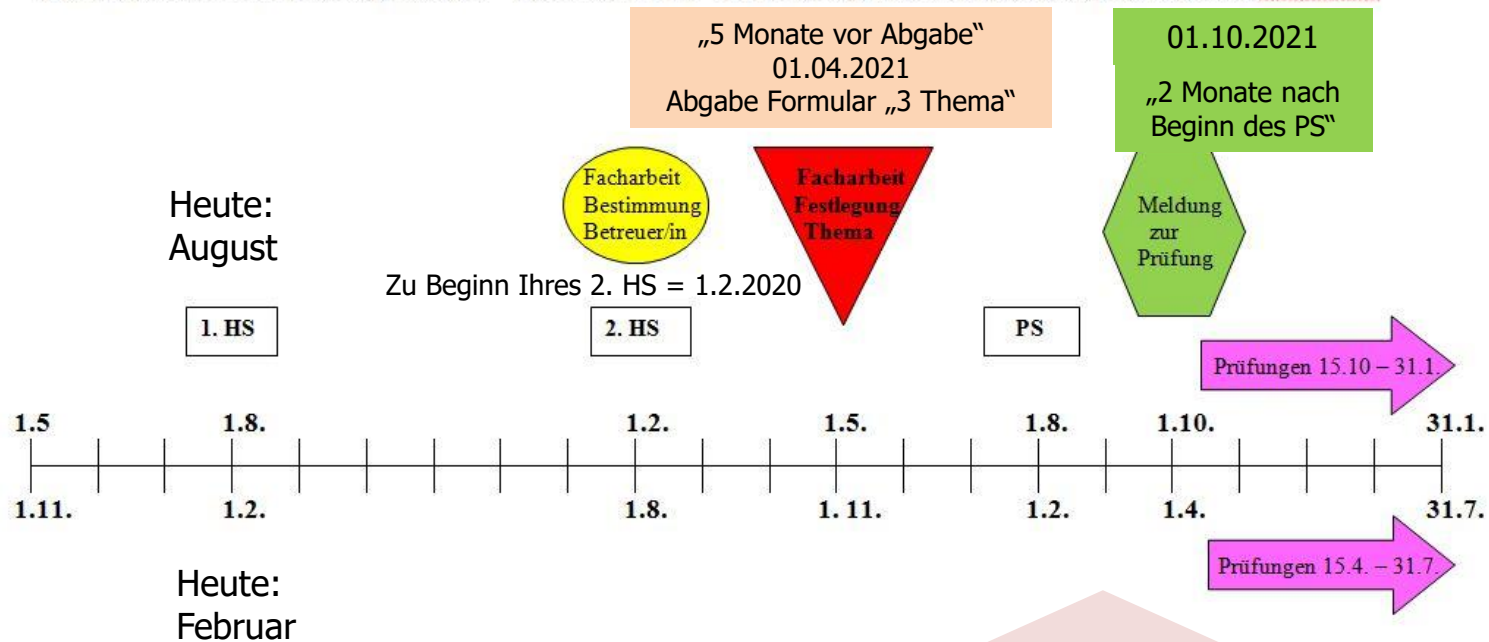 „5 Monate vor Abgabe“
01.04.2021
Abgabe Formular „3 Thema“
01.10.2021
„2 Monate nach
Beginn des PS“
Heute:
August
Facharbeit
Bestimmung
Betreuer/in
Facharbeit
Festlegung
Thema
Meldung
zur
Prüfung
Zu Beginn Ihres 2. HS = 1.2.2020
1. HS
2. HS
PS
Prüfungen 15.10 – 31.1.
1.5
1.8.
1.2.
1.5.
1.8.
1.10.
31.1.
1.11.
1.2.
1.8.
1. 11.
1.2.
1.4.
31.7.
Prüfungen 15.4. – 31.7.
Heute:
Februar